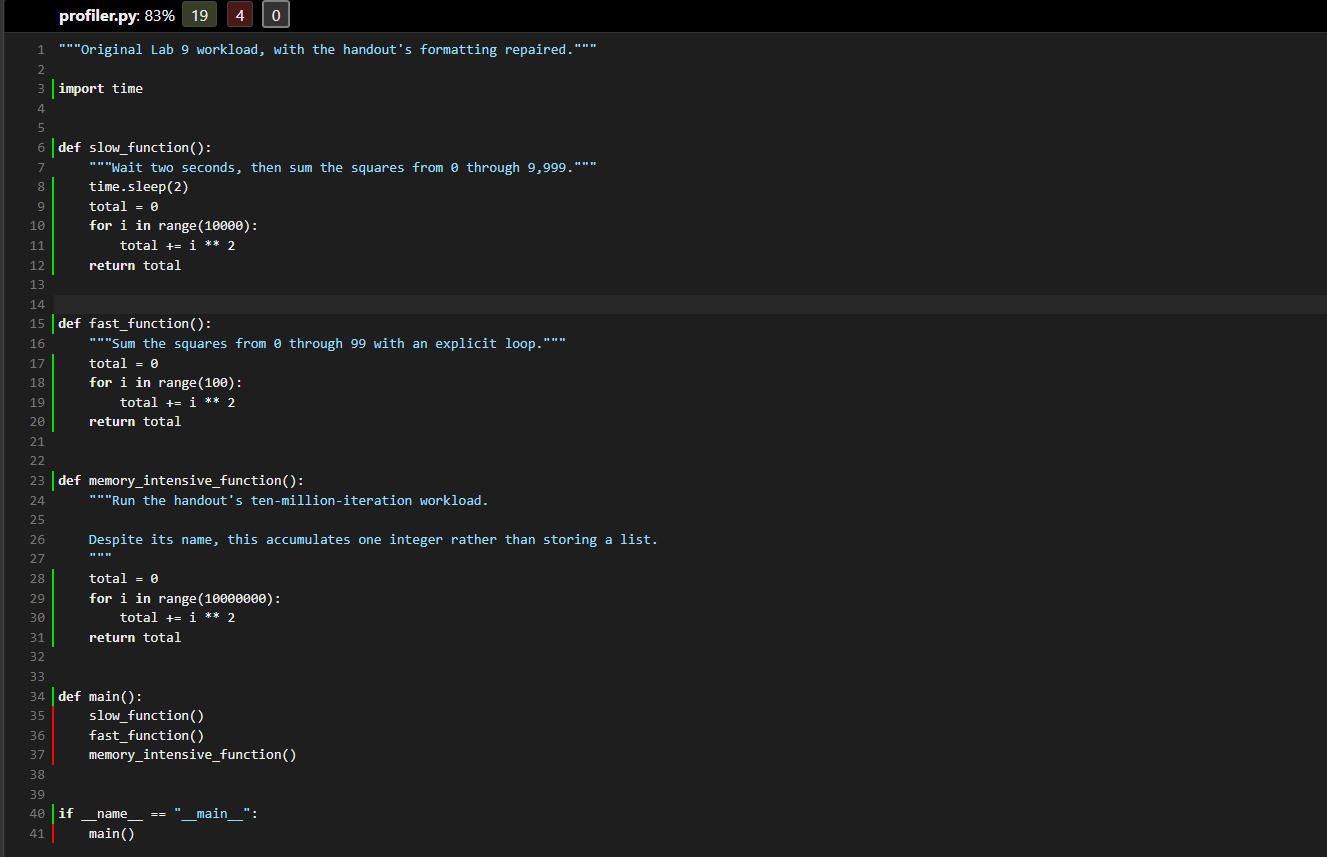 profiler.py: 83% 19 4 0
1 """Original Lab 9 workload, with the handout's formatting repaired."""
2
3 import time
4
5
6 def slow_function():
7     """Wait two seconds, then sum the squares from 0 through 9,999."""
8     time.sleep(2)
9     total = 0
10     for i in range(10000):
11         total += i ** 2
12     return total
13
14
15 def fast_function():
16     """Sum the squares from 0 through 99 with an explicit loop."""
17     total = 0
18     for i in range(100):
19         total += i ** 2
20     return total
21
22
23 def memory_intensive_function():
24     """Run the handout's ten-million-iteration workload.
25
26     Despite its name, this accumulates one integer rather than storing a list.
27     """
28     total = 0
29     for i in range(10000000):
30         total += i ** 2
31     return total
32
33
34 def main():
35     slow_function()
36     fast_function()
37     memory_intensive_function()
38
39
40 if __name__ == "__main__":
41     main()